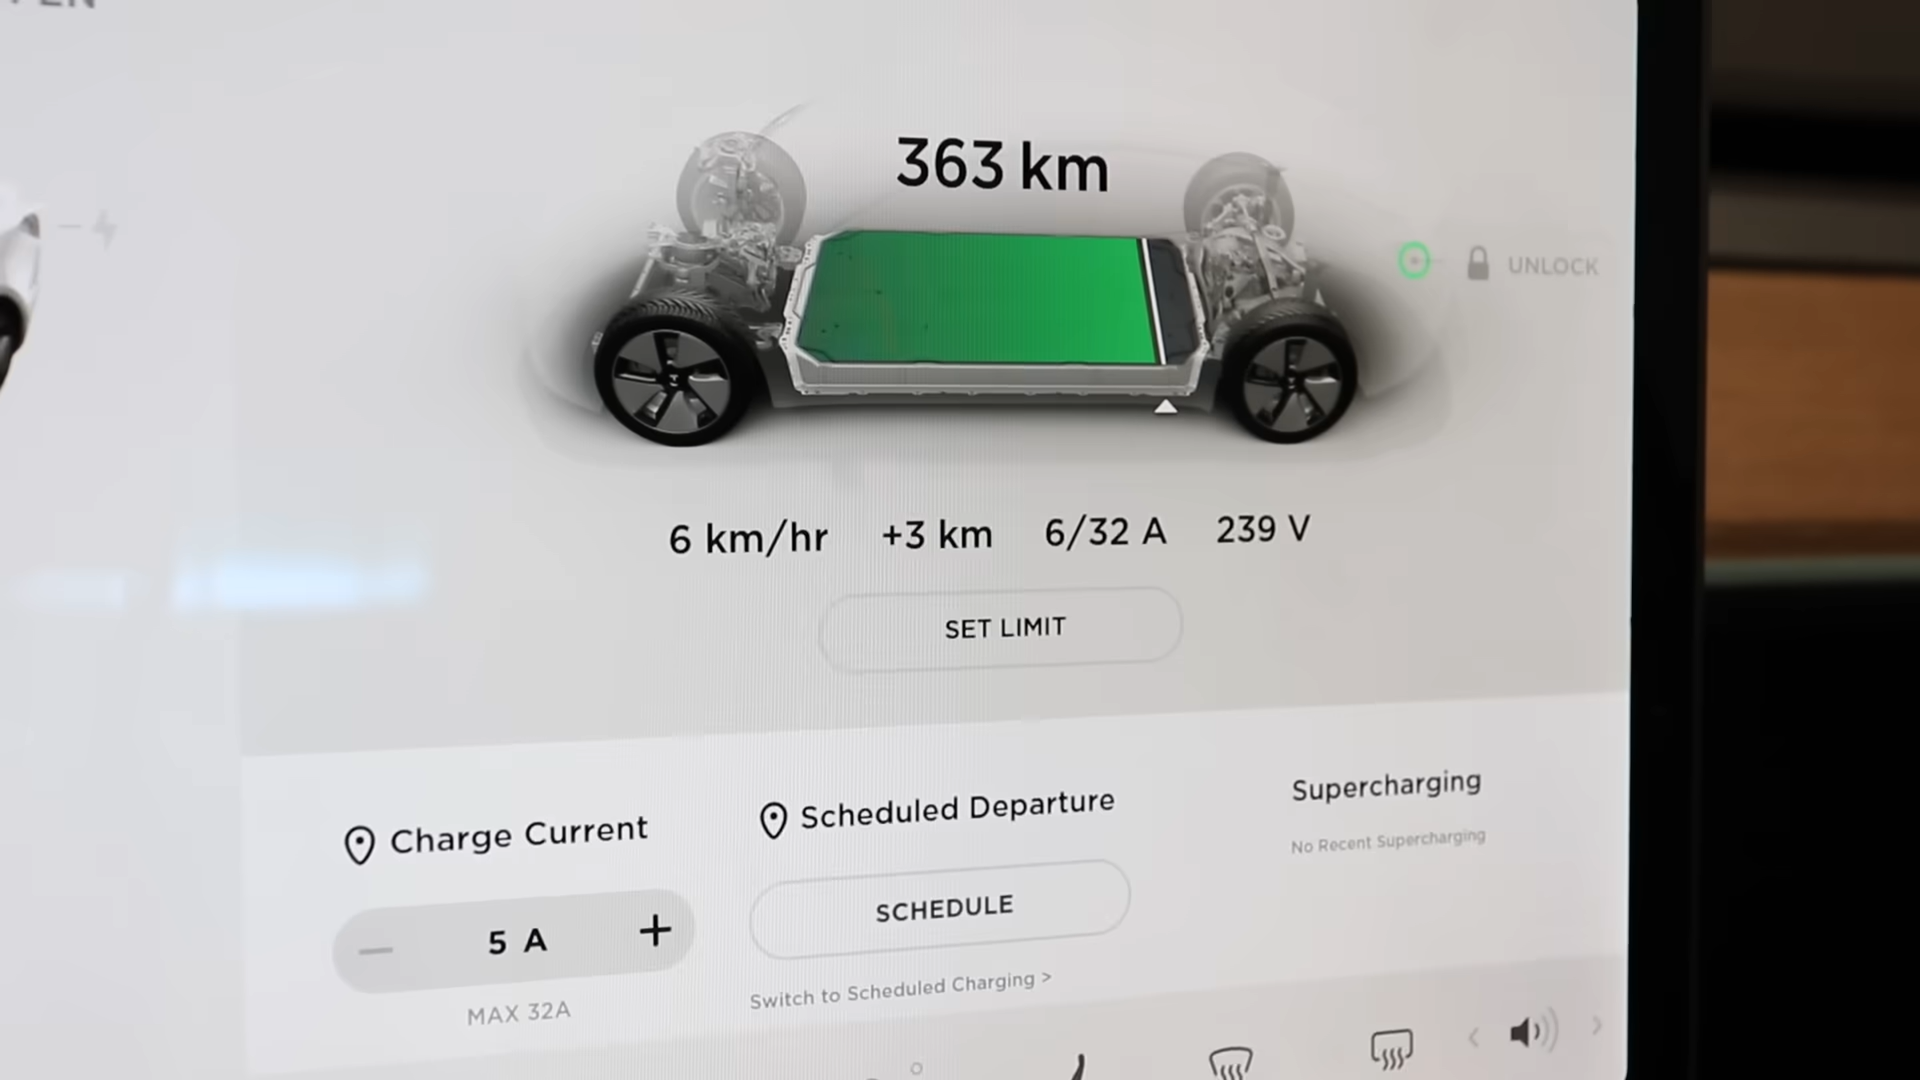 363 km
UNLOCK
6 km/hr +3 km 6/32 A 239 V
SET LIMIT
Charge Current
Scheduled Departure
Supercharging
No Recent Supercharging
− 5 A +
SCHEDULE
MAX 32A
Switch to Scheduled Charging >